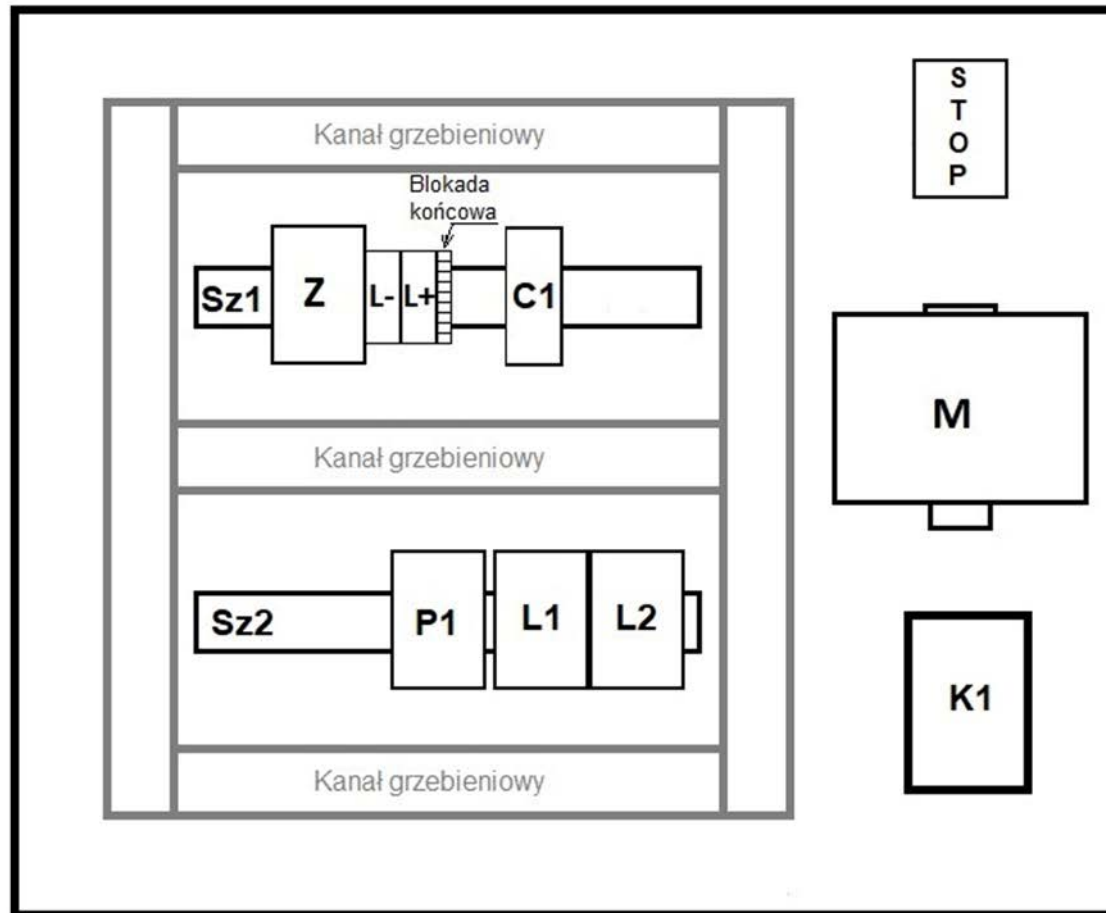 S
T
O
P
Kanał grzebieniowy
Blokada
końcowa
Sz1
Z
L-
L+
C1
M
Kanał grzebieniowy
Sz2
P1
L1
L2
K1
Kanał grzebieniowy